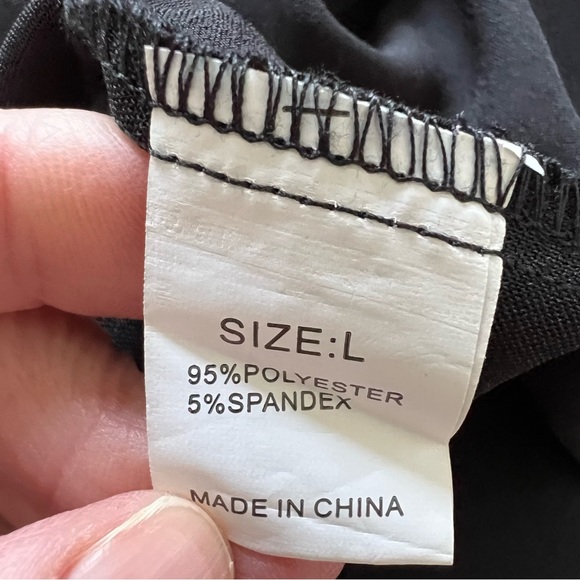 SIZE:L
95%POLYESTER
5%SPANDEX
MADE IN CHINA